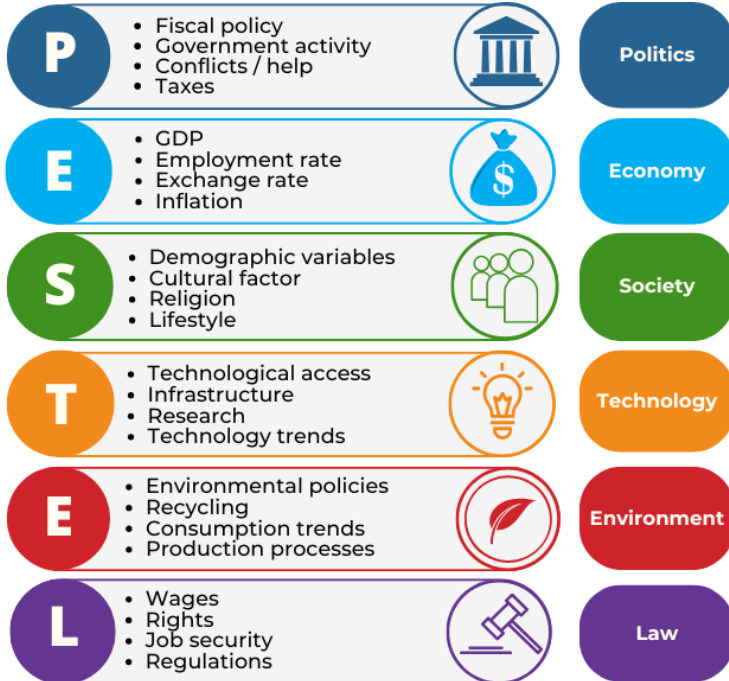 P
• Fiscal policy
• Government activity
• Conflicts / help
• Taxes
Politics
E
• GDP
• Employment rate
• Exchange rate
• Inflation
$
Economy
S
• Demographic variables
• Cultural factor
• Religion
• Lifestyle
Society
T
• Technological access
• Infrastructure
• Research
• Technology trends
Technology
E
• Environmental policies
• Recycling
• Consumption trends
• Production processes
Environment
L
• Wages
• Rights
• Job security
• Regulations
Law